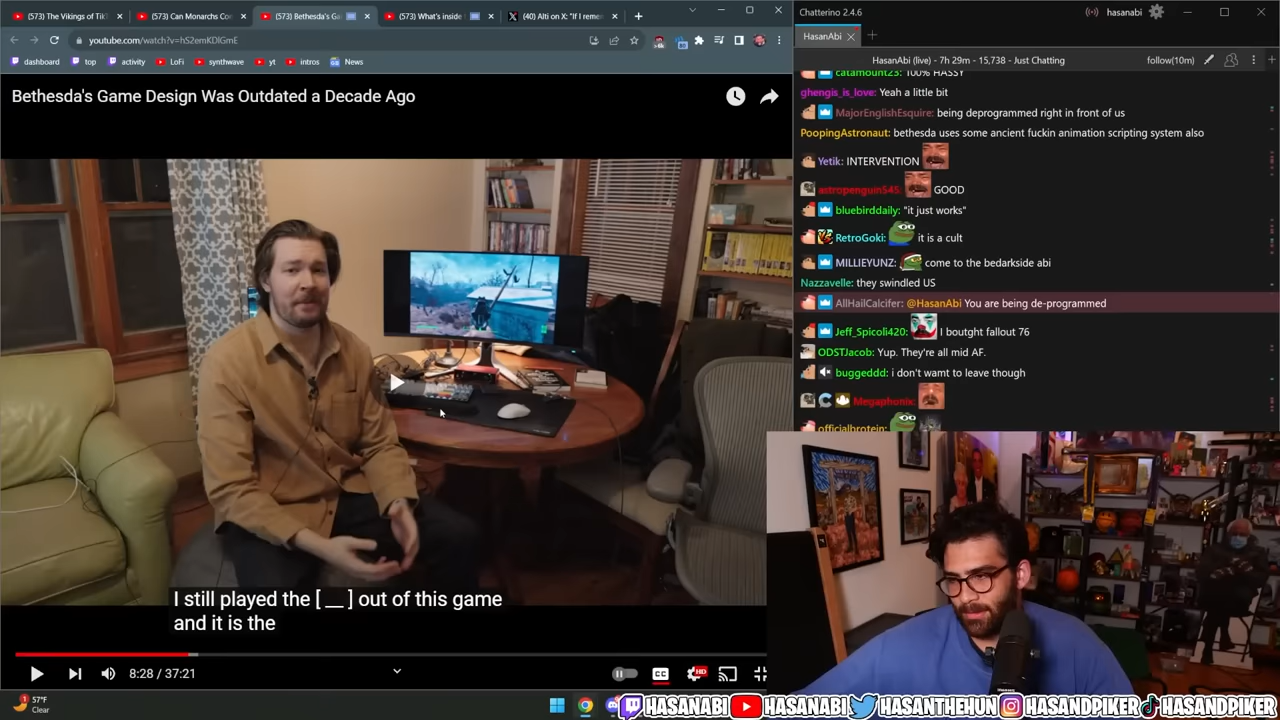 (573) The Vikings of Tik
(573) Can Monarchs Co
(573) Bethesda's Ga
(573) What's inside
(40) Alti on X: "If I reme
youtube.com/watch?v=hS2emKDlGmE
dashboard
top
activity
LoFi
synthwave
yt
intros
News
Bethesda's Game Design Was Outdated a Decade Ago
I still played the [ __ ] out of this game
and it is the
8:28 / 37:21
CC
HD
57°F
Clear
Chatterino 2.4.6
hasanabi
HasanAbi
HasanAbi (live) - 7h 29m - 15,738 - Just Chatting
follow(10m)
catamount23: 100% HASSY
ghengis_is_love: Yeah a little bit
MajorEnglishEsquire: being deprogrammed right in front of us
PoopingAstronaut: bethesda uses some ancient fuckin animation scripting system also
Yetik: INTERVENTION
astropenguin545: GOOD
bluebirddaily: "it just works"
RetroGoki: it is a cult
MILLIEYUNZ: come to the bedarkside abi
Nazzavelle: they swindled US
AllHailCalcifer: @HasanAbi You are being de-programmed
Jeff_Spicoli420: I boutght fallout 76
ODSTJacob: Yup. They're all mid AF.
buggeddd: i don't wamt to leave though
Megaphonix:
officialbrotein:
HASANABI HASANABI HASANTHEHUN HASANDPIKER HASANDPIKER